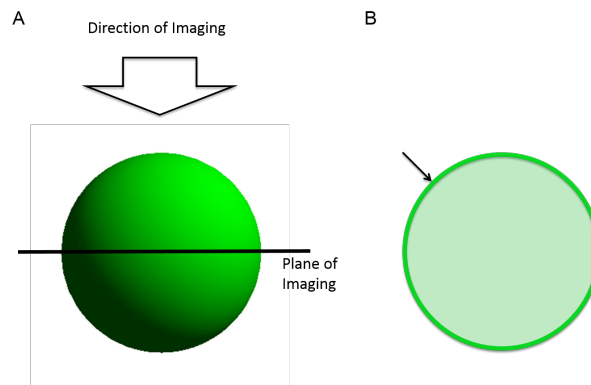 A
Direction of Imaging
B
Plane of
Imaging